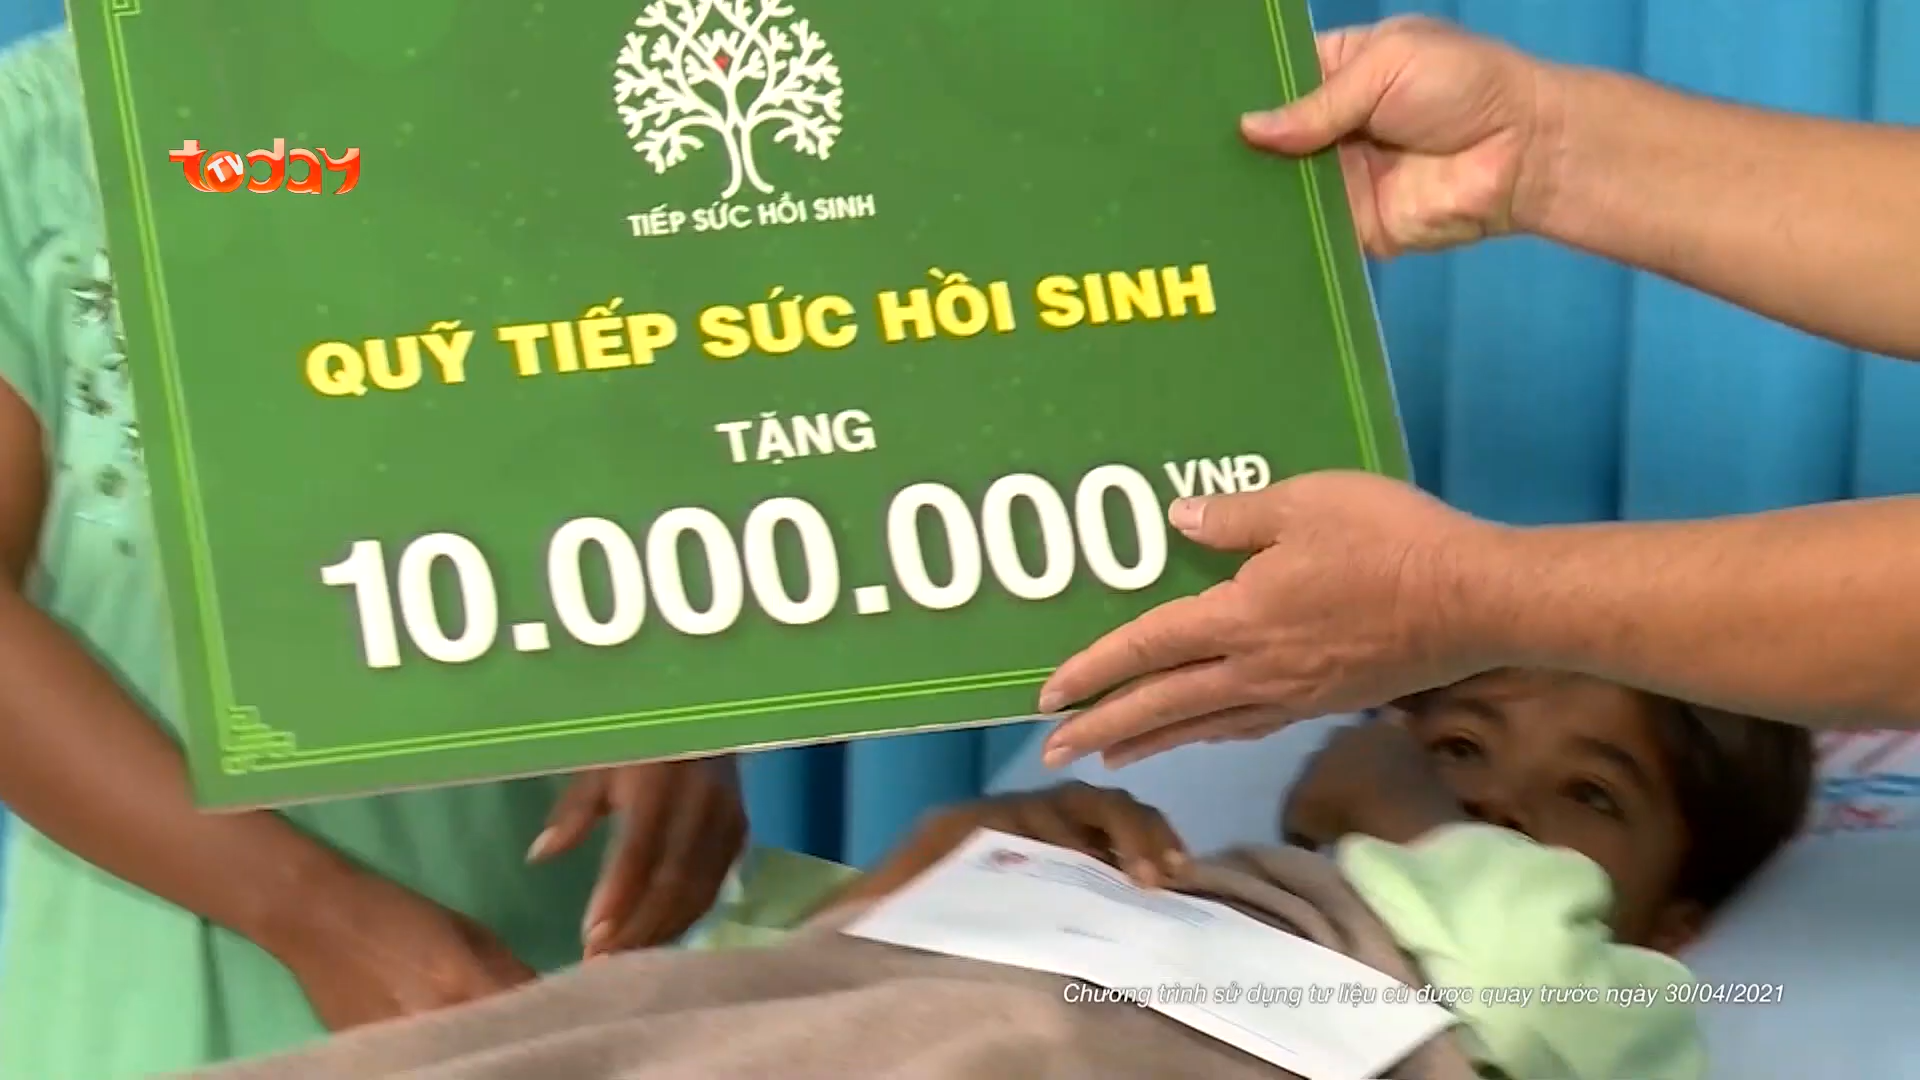 TIẾP SỨC HỒI SINH
today TV
QUỸ TIẾP SỨC HỒI SINH
TẶNG
10.000.000 VNĐ
Chương trình sử dụng tư liệu cũ được quay trước ngày 30/04/2021